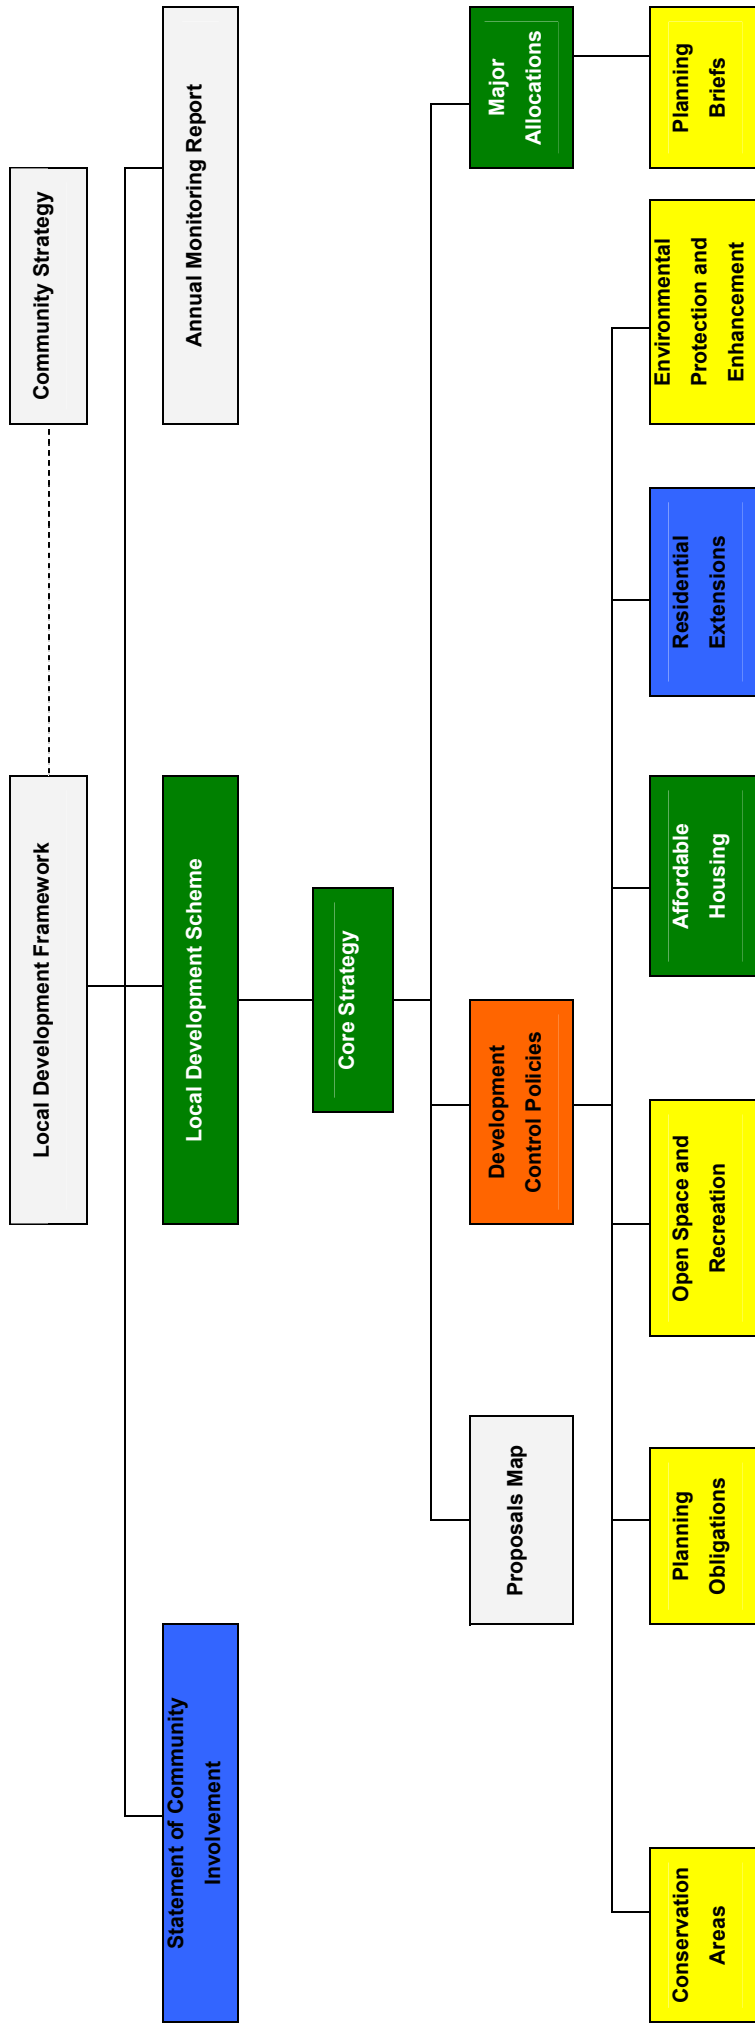 Local Development Framework
Community Strategy
Statement of Community
Involvement
Local Development Scheme
Annual Monitoring Report
Core Strategy
Proposals Map
Development
Control Policies
Major
Allocations
Conservation
Areas
Planning
Obligations
Open Space and
Recreation
Affordable
Housing
Residential
Extensions
Environmental
Protection and
Enhancement
Planning
Briefs